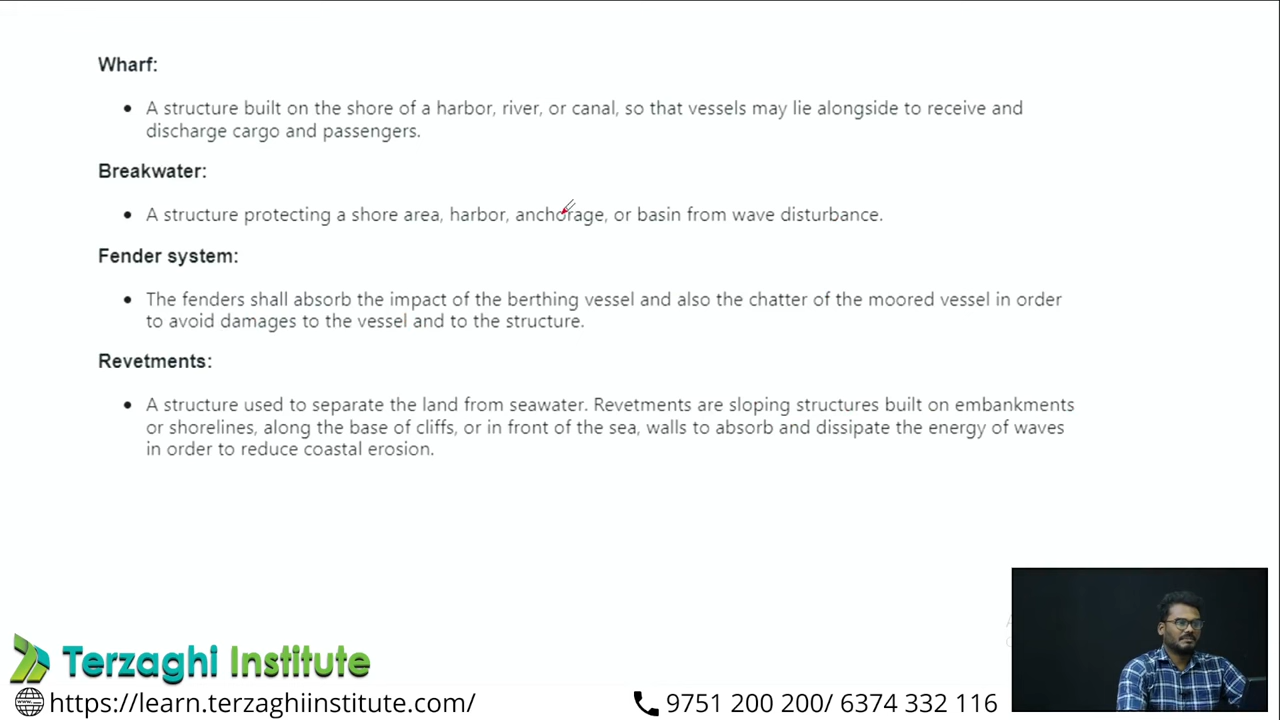 Wharf:
• A structure built on the shore of a harbor, river, or canal, so that vessels may lie alongside to receive and
discharge cargo and passengers.
Breakwater:
• A structure protecting a shore area, harbor, anchorage, or basin from wave disturbance.
Fender system:
• The fenders shall absorb the impact of the berthing vessel and also the chatter of the moored vessel in order
to avoid damages to the vessel and to the structure.
Revetments:
• A structure used to separate the land from seawater. Revetments are sloping structures built on embankments
or shorelines, along the base of cliffs, or in front of the sea, walls to absorb and dissipate the energy of waves
in order to reduce coastal erosion.
Terzaghi Institute
https://learn.terzaghiinstitute.com/
9751 200 200/ 6374 332 116